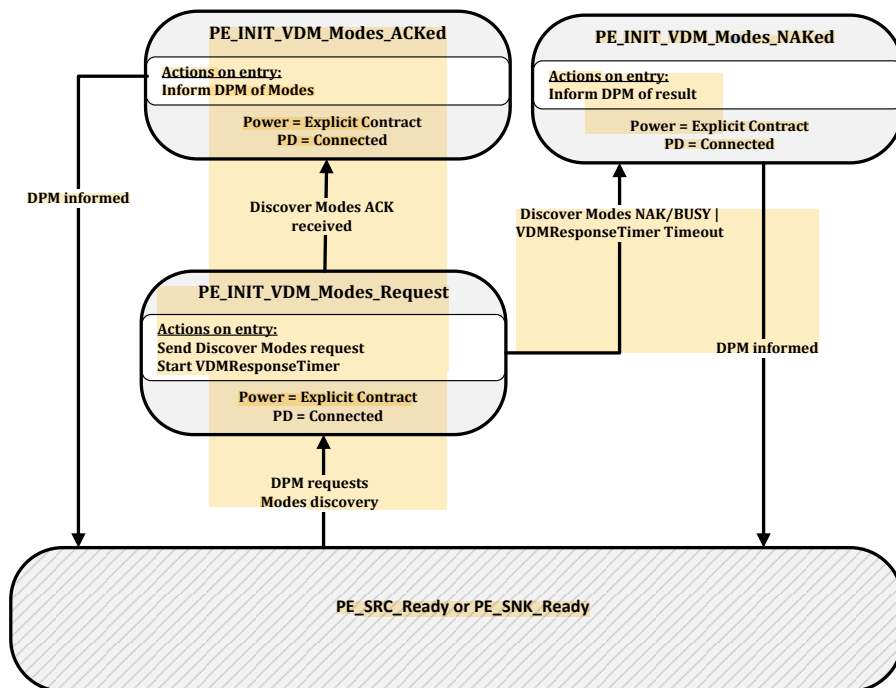 PE_INIT_VDM_Modes_ACKed
Actions on entry:
Inform DPM of Modes
Power = Explicit Contract
PD = Connected
PE_INIT_VDM_Modes_NAKed
Actions on entry:
Inform DPM of result
Power = Explicit Contract
PD = Connected
DPM informed
Discover Modes ACK
received
Discover Modes NAK/BUSY |
VDMResponseTimer Timeout
PE_INIT_VDM_Modes_Request
Actions on entry:
Send Discover Modes request
Start VDMResponseTimer
Power = Explicit Contract
PD = Connected
DPM informed
DPM requests
Modes discovery
PE_SRC_Ready or PE_SNK_Ready